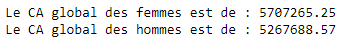 Le CA global des femmes est de : 5707265.25
Le CA global des hommes est de : 5267688.57